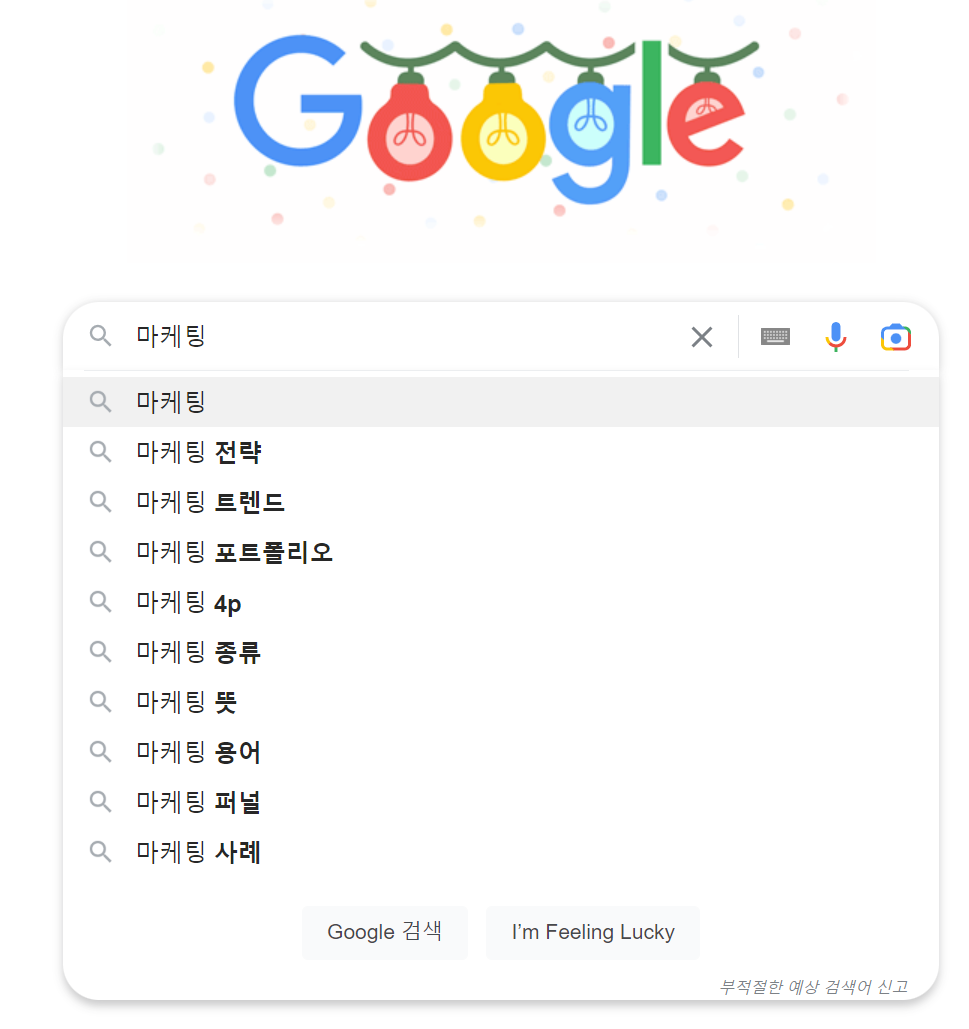 Google
마케팅
마케팅
마케팅 전략
마케팅 트렌드
마케팅 포트폴리오
마케팅 4p
마케팅 종류
마케팅 뜻
마케팅 용어
마케팅 퍼널
마케팅 사례
Google 검색 I'm Feeling Lucky
부적절한 예상 검색어 신고